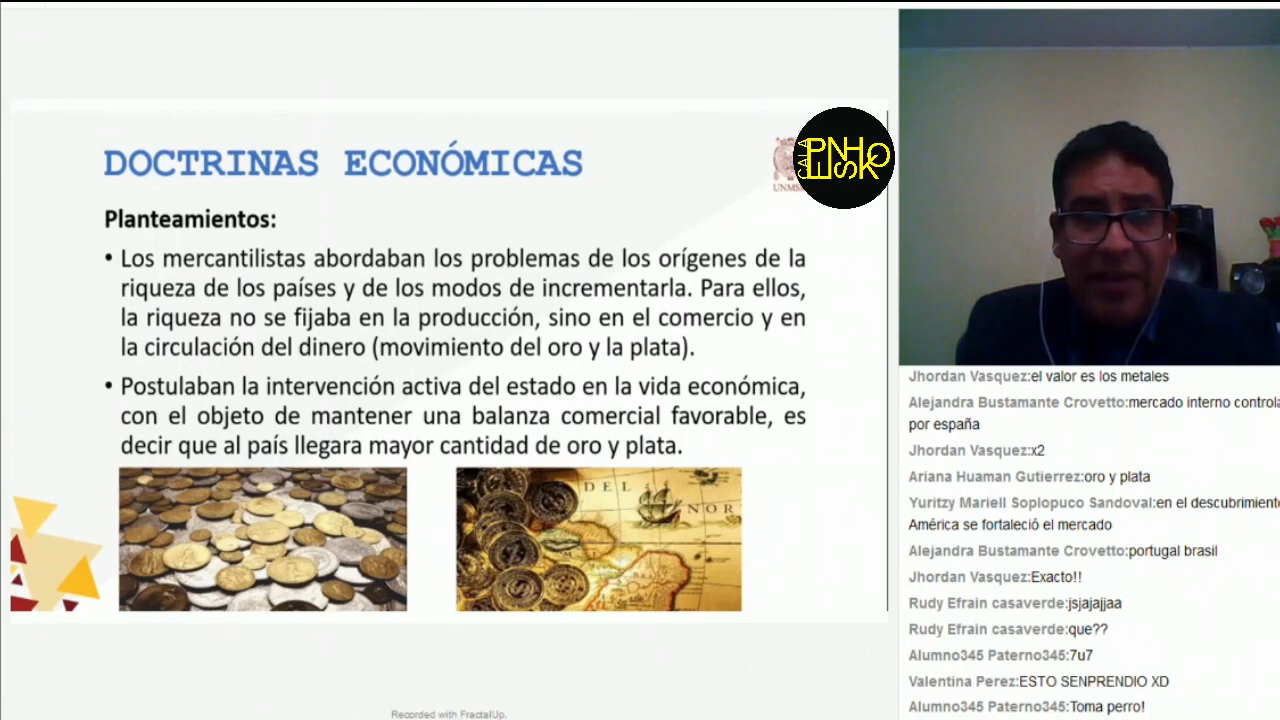 DOCTRINAS ECONÓMICAS
UNMS
Planteamientos:
• Los mercantilistas abordaban los problemas de los orígenes de la
riqueza de los países y de los modos de incrementarla. Para ellos,
la riqueza no se fijaba en la producción, sino en el comercio y en
la circulación del dinero (movimiento del oro y la plata).
• Postulaban la intervención activa del estado en la vida económica,
con el objeto de mantener una balanza comercial favorable, es
decir que al país llegara mayor cantidad de oro y plata.
DEL
NOR
Recorded with FractalUp.
Jhordan Vasquez:el valor es los metales
Alejandra Bustamante Crovetto:mercado interno controla
por españa
Jhordan Vasquez:x2
Ariana Huaman Gutierrez:oro y plata
Yuritzy Mariell Soplopuco Sandoval:en el descubrimient
América se fortaleció el mercado
Alejandra Bustamante Crovetto:portugal brasil
Jhordan Vasquez:Exacto!!
Rudy Efrain casaverde:jsjajajjaa
Rudy Efrain casaverde:que??
Alumno345 Paterno345:7u7
Valentina Perez:ESTO SENPRENDIO XD
Alumno345 Paterno345:Toma perro!